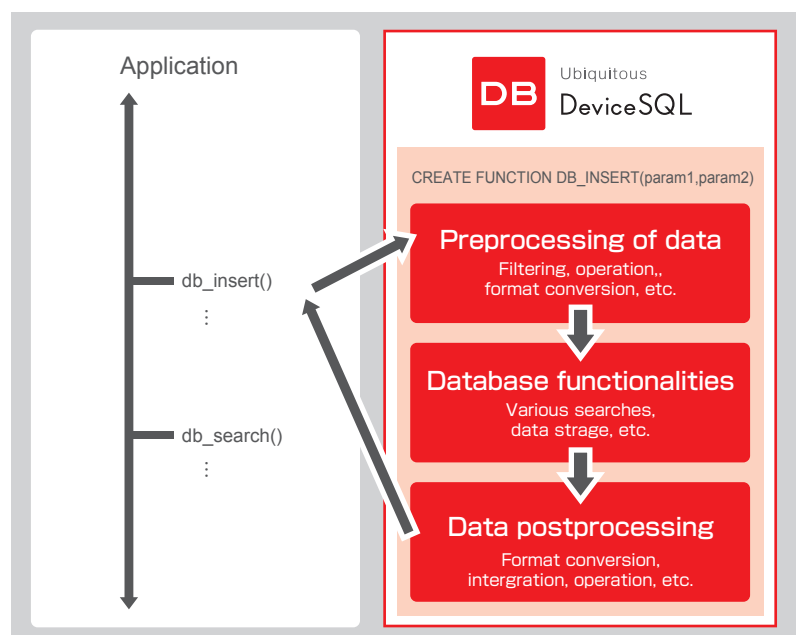 Application
db_insert()
⋮
db_search()
⋮
DB
Ubiquitous
DeviceSQL
CREATE FUNCTION DB_INSERT(param1,param2)
Preprocessing of data
Filtering, operation,,
format conversion, etc.
Database functionalities
Various searches,
data strage, etc.
Data postprocessing
Format conversion,
intergration, operation, etc.